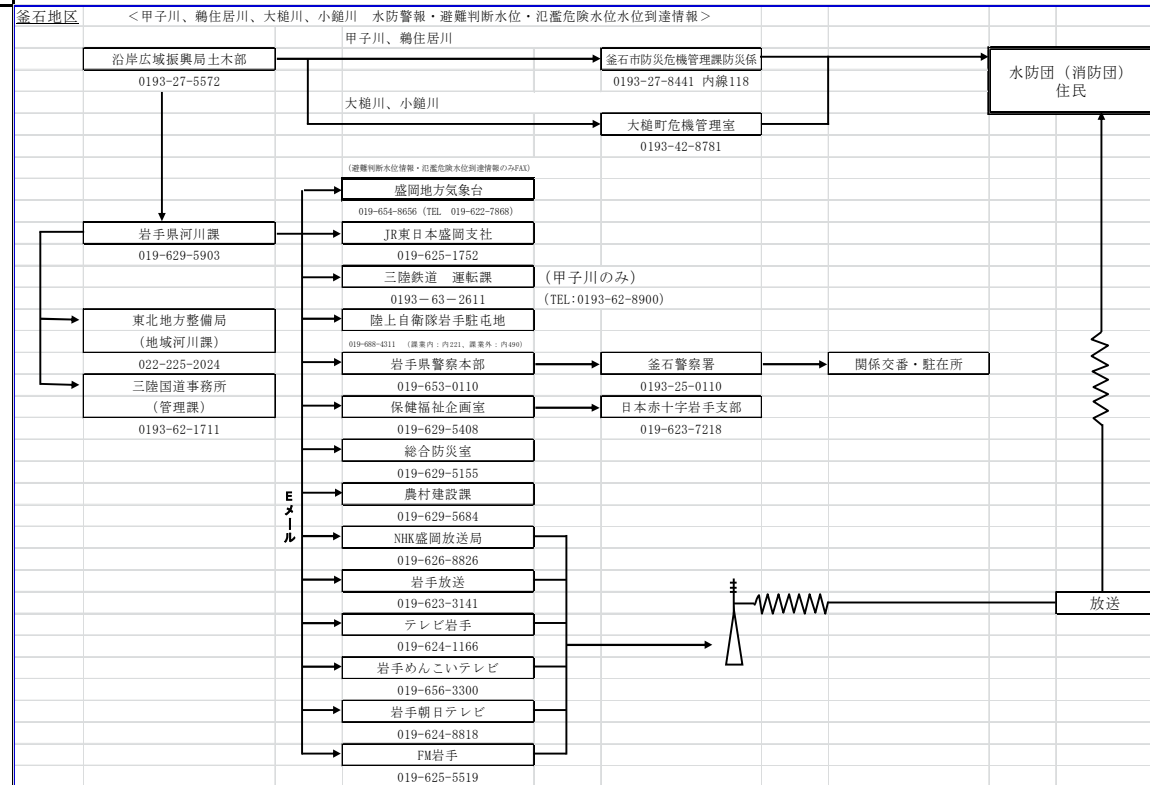 釜石地区
＜甲子川、鵜住居川、大槌川、小鎚川　水防警報・避難判断水位・氾濫危険水位水位到達情報＞
甲子川、鵜住居川
沿岸広域振興局土木部
0193-27-5572
釜石市防災危機管理課防災係
0193-27-8441 内線118
水防団（消防団）
住民
大槌川、小鎚川
大槌町危機管理室
0193-42-8781
(避難判断水位情報・氾濫危険水位到達情報のみFAX)
盛岡地方気象台
019-654-8656 (TEL　019-622-7868)
岩手県河川課
019-629-5903
JR東日本盛岡支社
019-625-1752
三陸鉄道　運転課
(甲子川のみ)
0193－63－2611
(TEL:0193-62-8900)
東北地方整備局
(地域河川課)
022-225-2024
陸上自衛隊岩手駐屯地
019-688-4311　(課業内：内221、課業外：内490)
岩手県警察本部
019-653-0110
釜石警察署
0193-25-0110
関係交番・駐在所
三陸国道事務所
(管理課)
0193-62-1711
保健福祉企画室
019-629-5408
日本赤十字岩手支部
019-623-7218
総合防災室
019-629-5155
Eメール
農村建設課
019-629-5684
NHK盛岡放送局
019-626-8826
岩手放送
019-623-3141
放送
テレビ岩手
019-624-1166
岩手めんこいテレビ
019-656-3300
岩手朝日テレビ
019-624-8818
FM岩手
019-625-5519